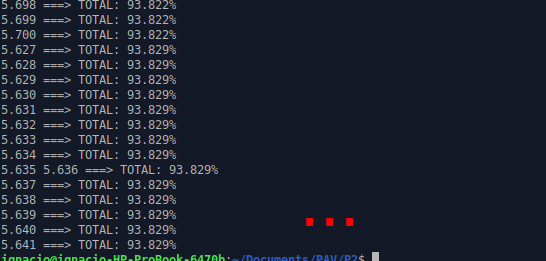 5.698 ===> TOTAL: 93.822%
5.699 ===> TOTAL: 93.822%
5.700 ===> TOTAL: 93.822%
5.627 ===> TOTAL: 93.829%
5.628 ===> TOTAL: 93.829%
5.629 ===> TOTAL: 93.829%
5.630 ===> TOTAL: 93.829%
5.631 ===> TOTAL: 93.829%
5.632 ===> TOTAL: 93.829%
5.633 ===> TOTAL: 93.829%
5.634 ===> TOTAL: 93.829%
5.635 5.636 ===> TOTAL: 93.829%
5.637 ===> TOTAL: 93.829%
5.638 ===> TOTAL: 93.829%
5.639 ===> TOTAL: 93.829%
5.640 ===> TOTAL: 93.829%
5.641 ===> TOTAL: 93.829%
ignacio@ignacio-HP-ProBook-6470b:~/Documents/PAV/P2$
...